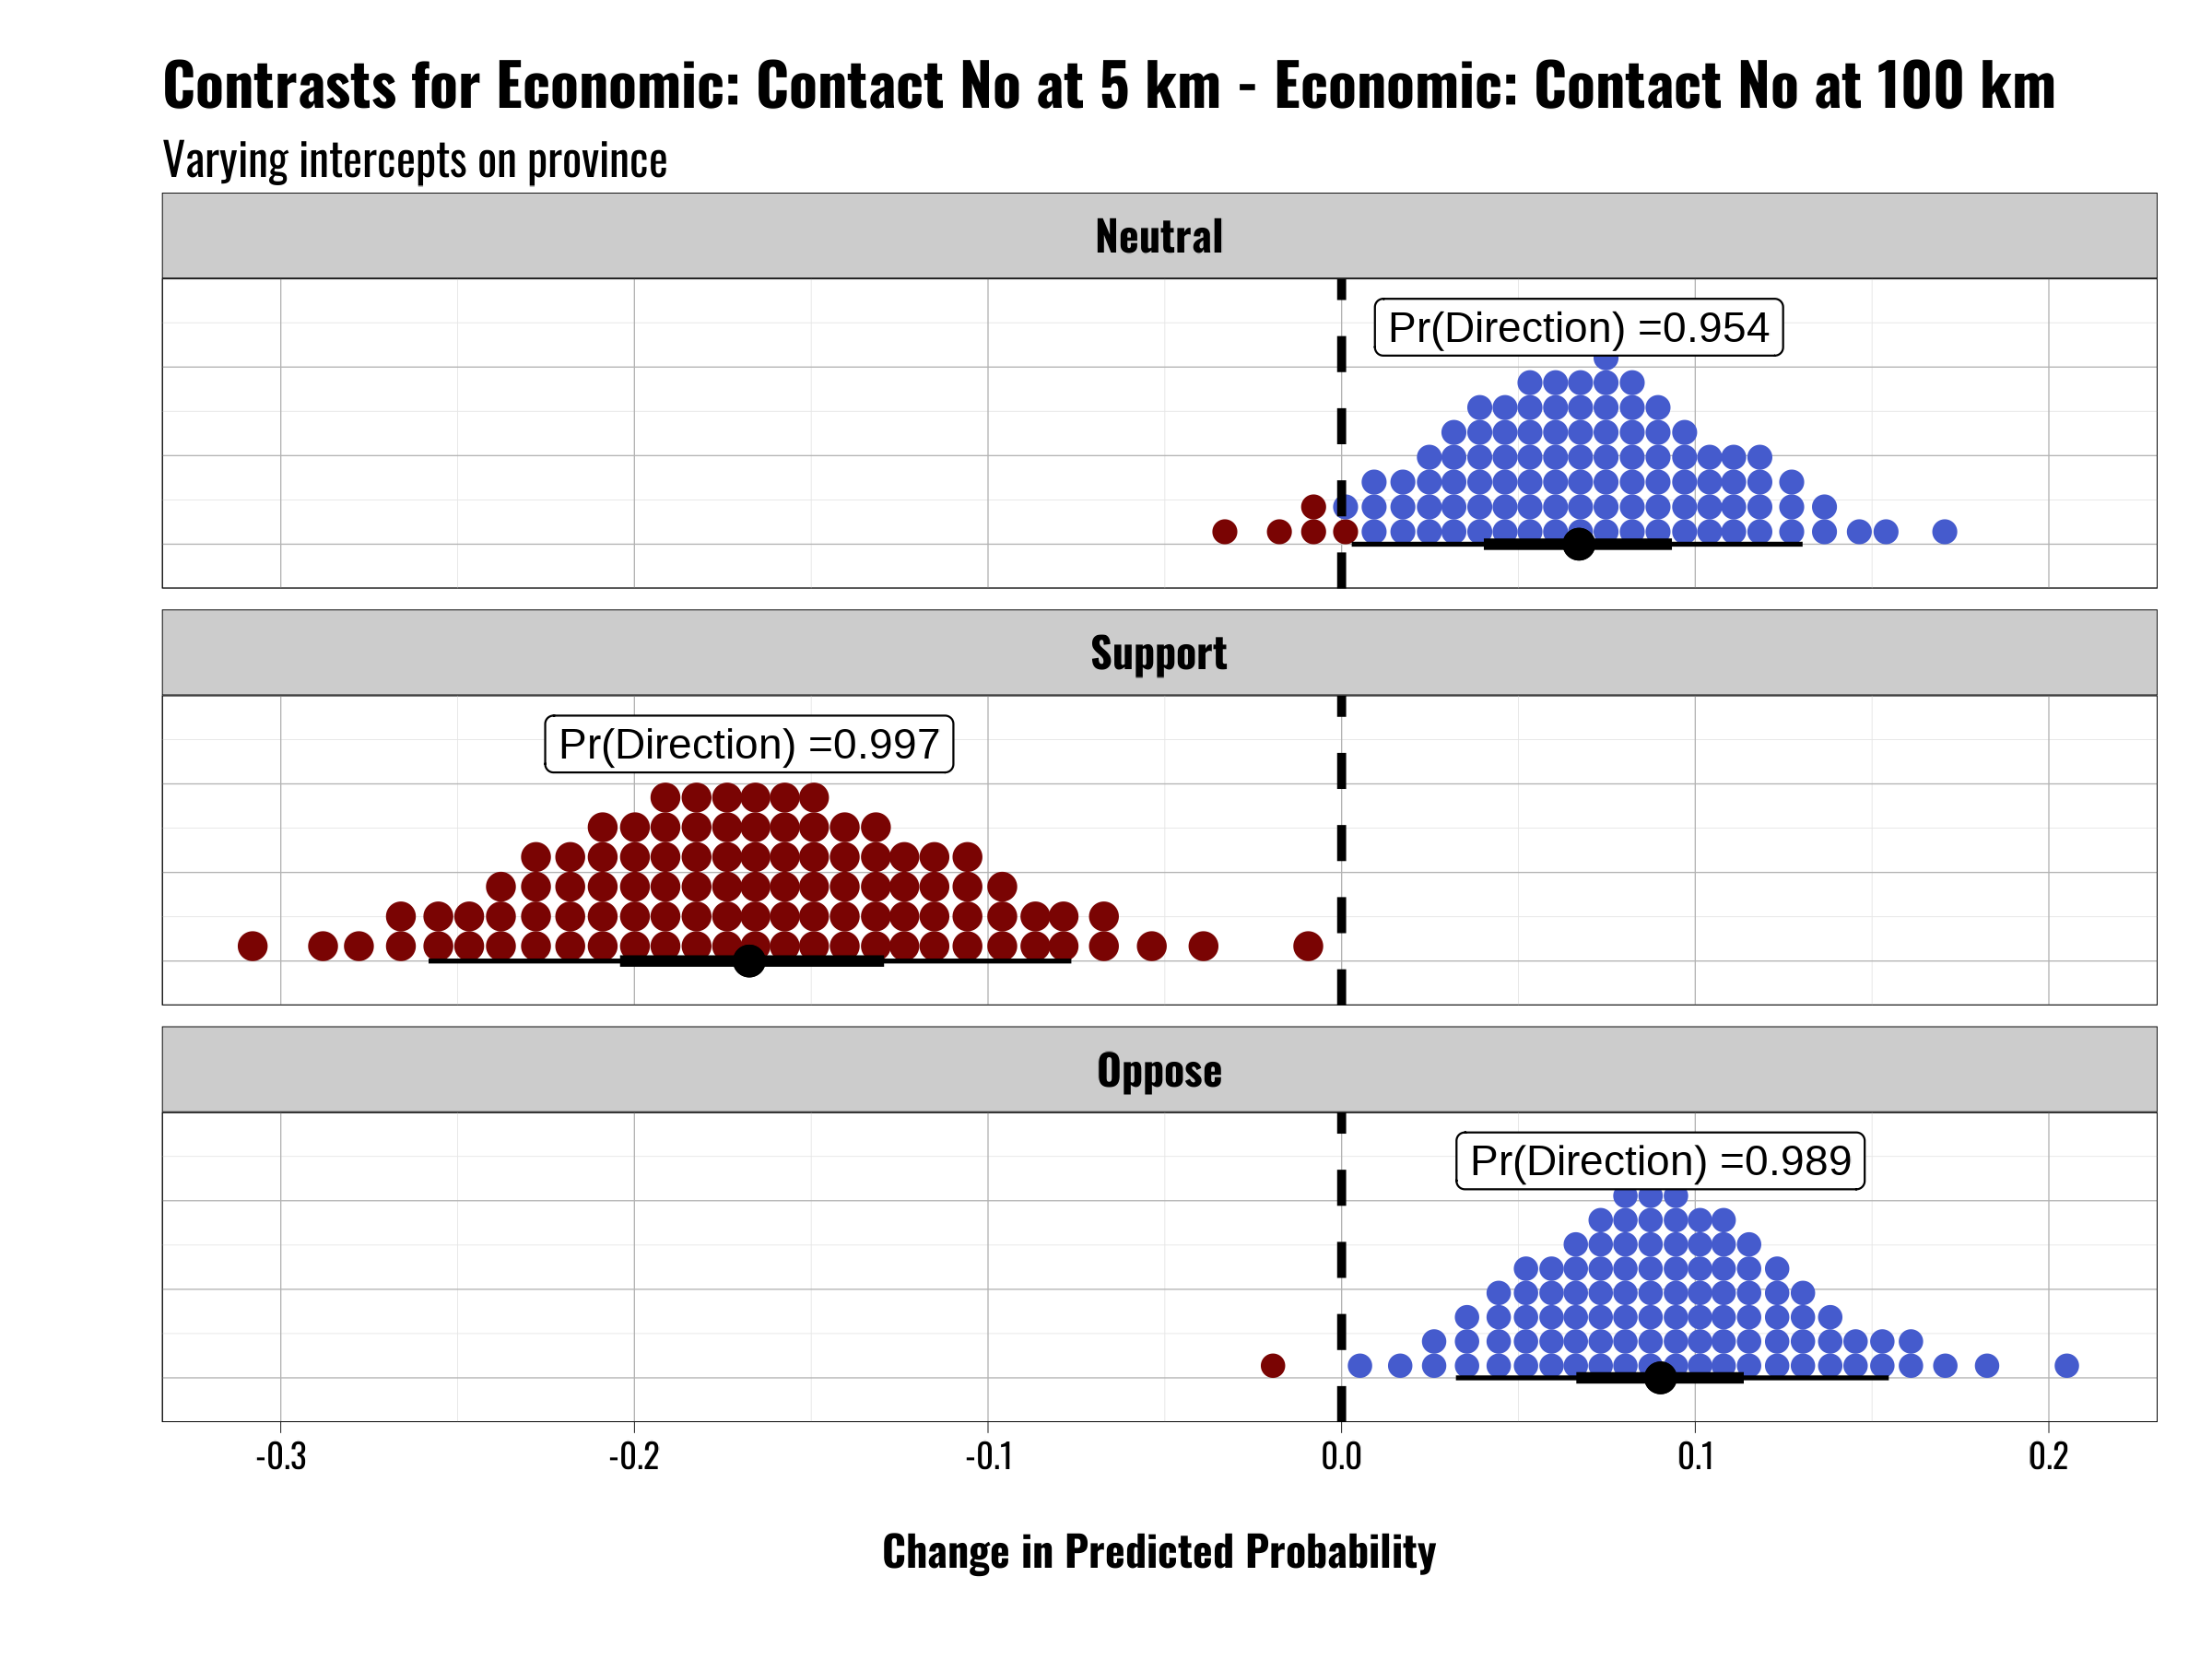 Contrasts for Economic: Contact No at 5 km - Economic: Contact No at 100 km
Varying intercepts on province
Neutral
Pr(Direction) =0.954
Support
Pr(Direction) =0.997
Oppose
Pr(Direction) =0.989
-0.3 -0.2 -0.1 0.0 0.1 0.2
Change in Predicted Probability